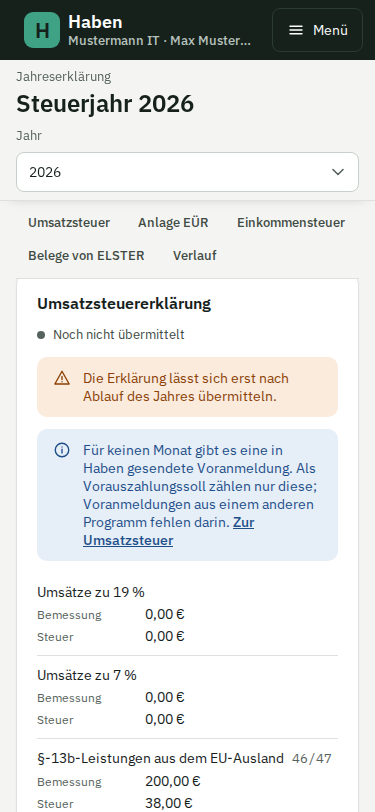 H
Haben
Mustermann IT · Max Muster…
Menü
Jahreserklärung
Steuerjahr 2026
Jahr
2026
Umsatzsteuer Anlage EÜR Einkommensteuer
Belege von ELSTER Verlauf
Umsatzsteuererklärung
Noch nicht übermittelt
Die Erklärung lässt sich erst nach
Ablauf des Jahres übermitteln.
Für keinen Monat gibt es eine in
Haben gesendete Voranmeldung. Als
Vorauszahlungssoll zählen nur diese;
Voranmeldungen aus einem anderen
Programm fehlen darin. Zur
Umsatzsteuer
Umsätze zu 19 %
Bemessung 0,00 €
Steuer 0,00 €
Umsätze zu 7 %
Bemessung 0,00 €
Steuer 0,00 €
§-13b-Leistungen aus dem EU-Ausland 46/47
Bemessung 200,00 €
Steuer 38,00 €